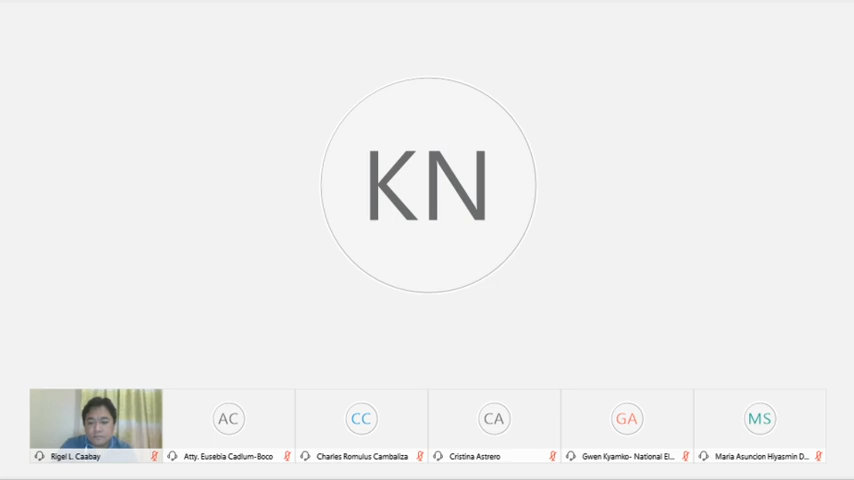 KN
AC
CC
CA
GA
MS
Rigel L. Caabay
Atty. Eusebia Cadlum-Boco
Charles Romulus Cambaliza
Cristina Astrero
Gwen Kyamko- National El...
Maria Asuncion Hiyasmin D...